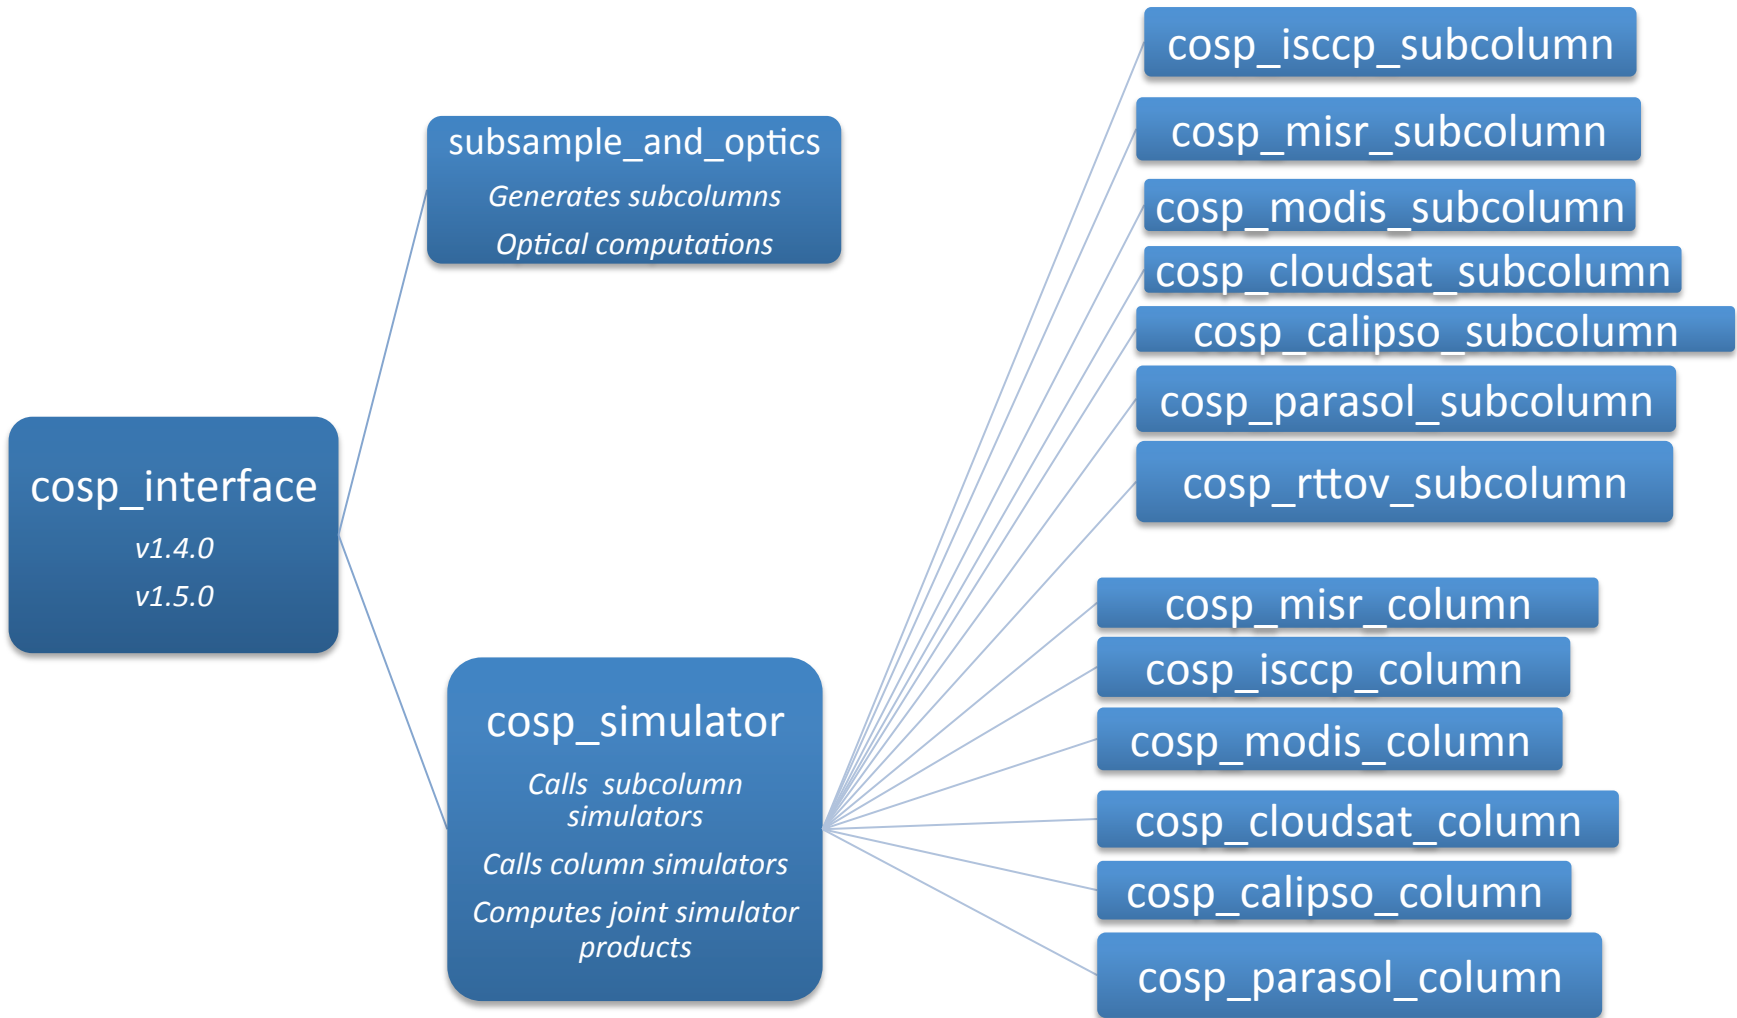 cosp_interface
v1.4.0
v1.5.0
subsample_and_optics
Generates subcolumns
Optical computations
cosp_simulator
Calls subcolumn
simulators
Calls column simulators
Computes joint simulator
products
cosp_isccp_subcolumn
cosp_misr_subcolumn
cosp_modis_subcolumn
cosp_cloudsat_subcolumn
cosp_calipso_subcolumn
cosp_parasol_subcolumn
cosp_rttov_subcolumn
cosp_misr_column
cosp_isccp_column
cosp_modis_column
cosp_cloudsat_column
cosp_calipso_column
cosp_parasol_column